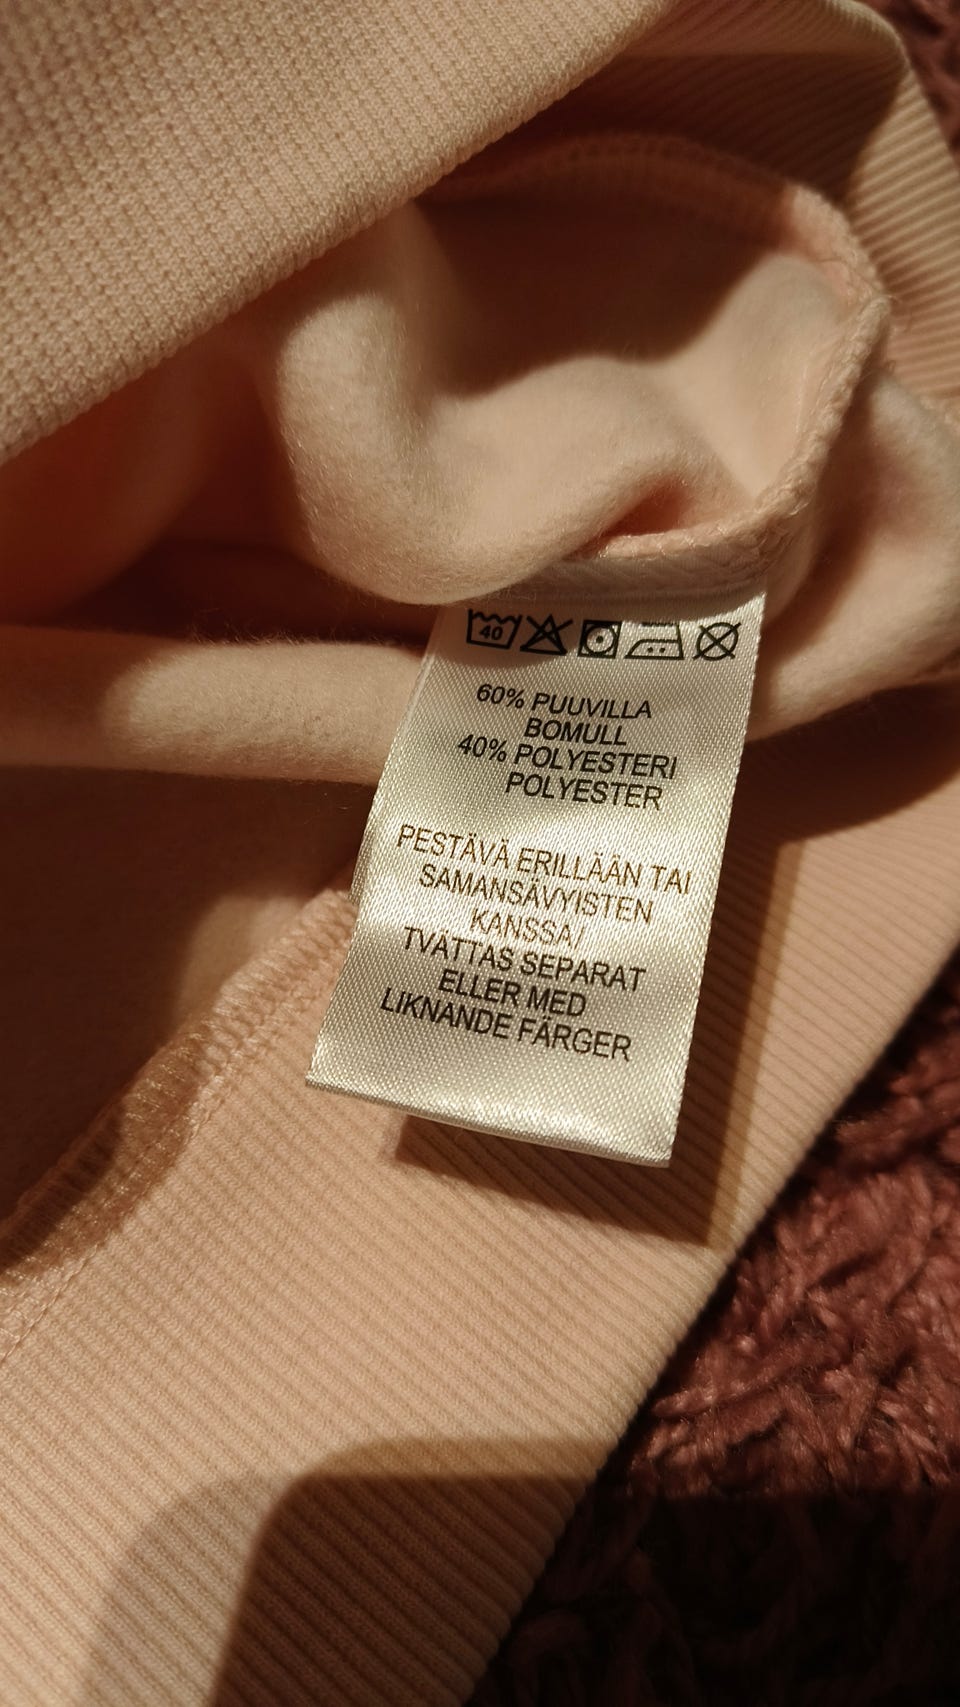 40
60% PUUVILLA
BOMULL
40% POLYESTERI
POLYESTER
PESTÄVÄ ERILLÄÄN TAI
SAMANSÄVYISTEN
KANSSA/
TVÄTTAS SEPARAT
ELLER MED
LIKNANDE FÄRGER